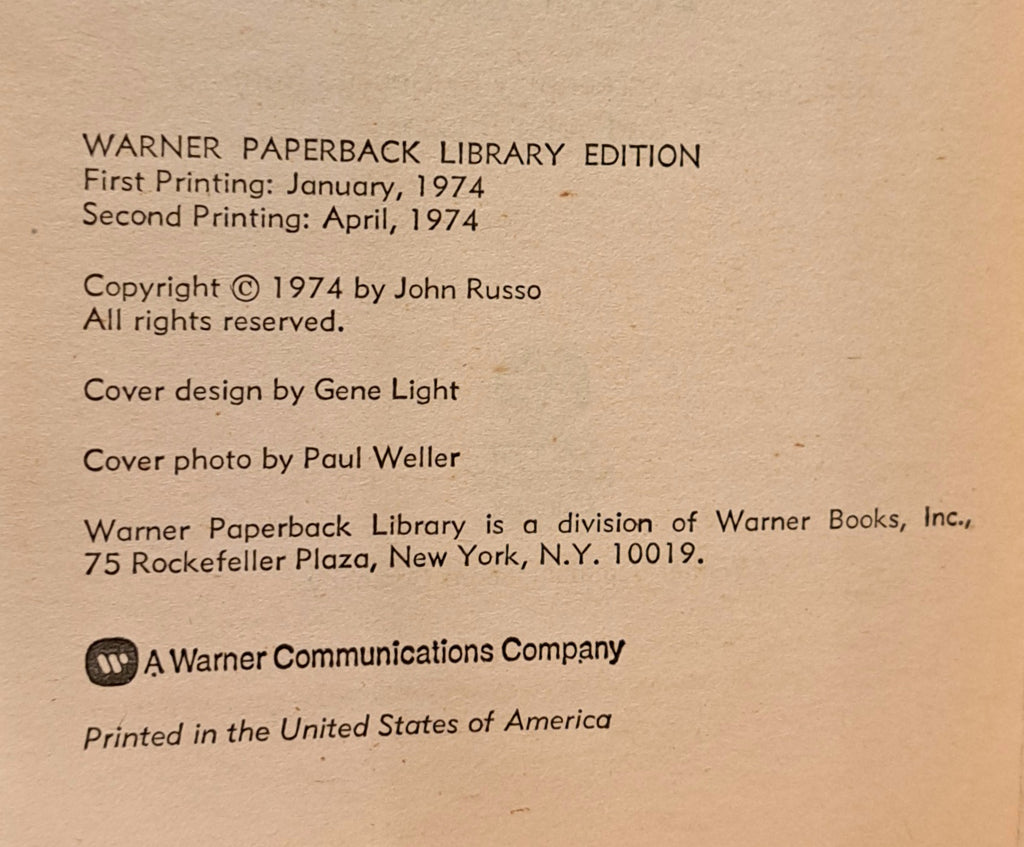 WARNER PAPERBACK LIBRARY EDITION
First Printing: January, 1974
Second Printing: April, 1974
Copyright © 1974 by John Russo
All rights reserved.
Cover design by Gene Light
Cover photo by Paul Weller
Warner Paperback Library is a division of Warner Books, Inc.,
75 Rockefeller Plaza, New York, N.Y. 10019.
A Warner Communications Company
Printed in the United States of America